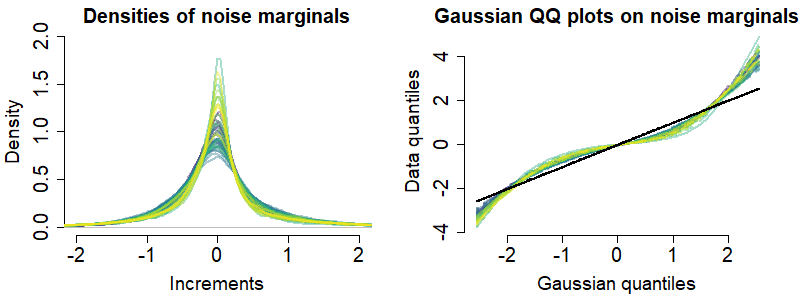 Densities of noise marginals
Density
2.0
1.5
1.0
0.5
0.0
-2 -1 0 1 2
Increments
Gaussian QQ plots on noise marginals
Data quantiles
4
2
0
-2
-4
-2 -1 0 1 2
Gaussian quantiles